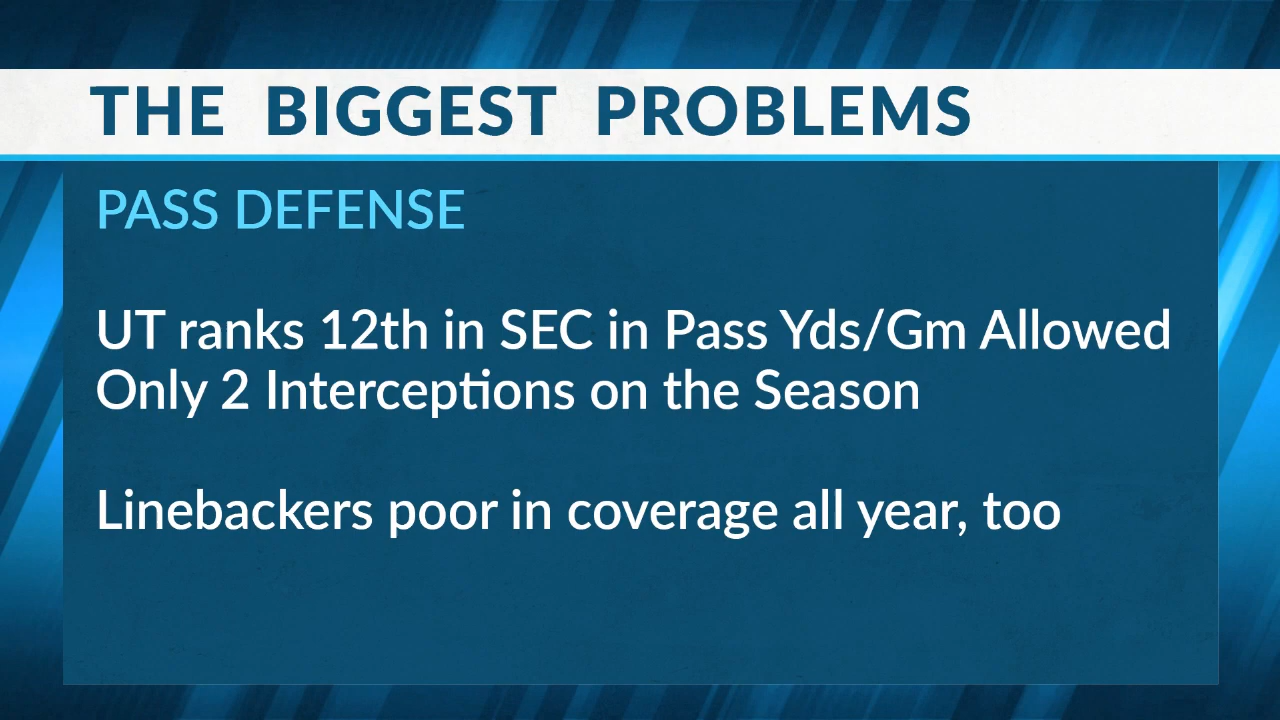 THE BIGGEST PROBLEMS
PASS DEFENSE
UT ranks 12th in SEC in Pass Yds/Gm Allowed
Only 2 Interceptions on the Season
Linebackers poor in coverage all year, too